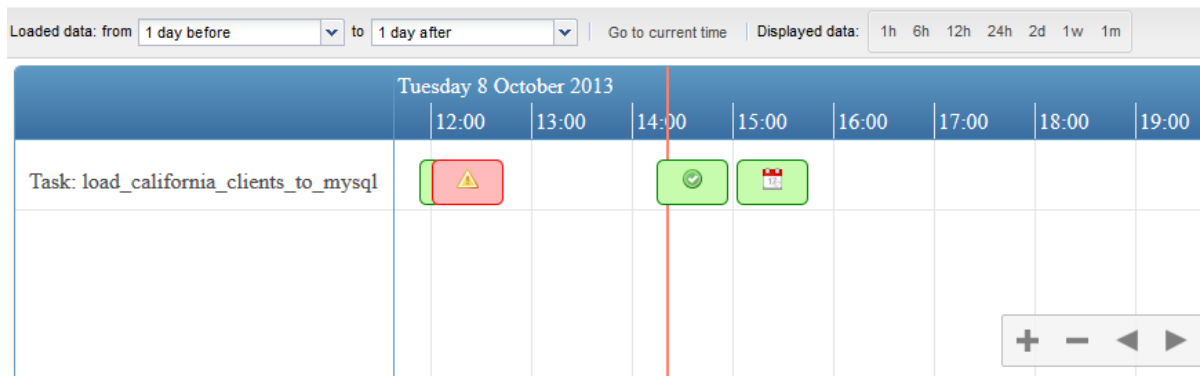 Loaded data: from 1 day before to 1 day after Go to current time Displayed data: 1h 6h 12h 24h 2d 1w 1m
Tuesday 8 October 2013
12:00 13:00 14:00 15:00 16:00 17:00 18:00 19:00
Task: load_california_clients_to_mysql
12